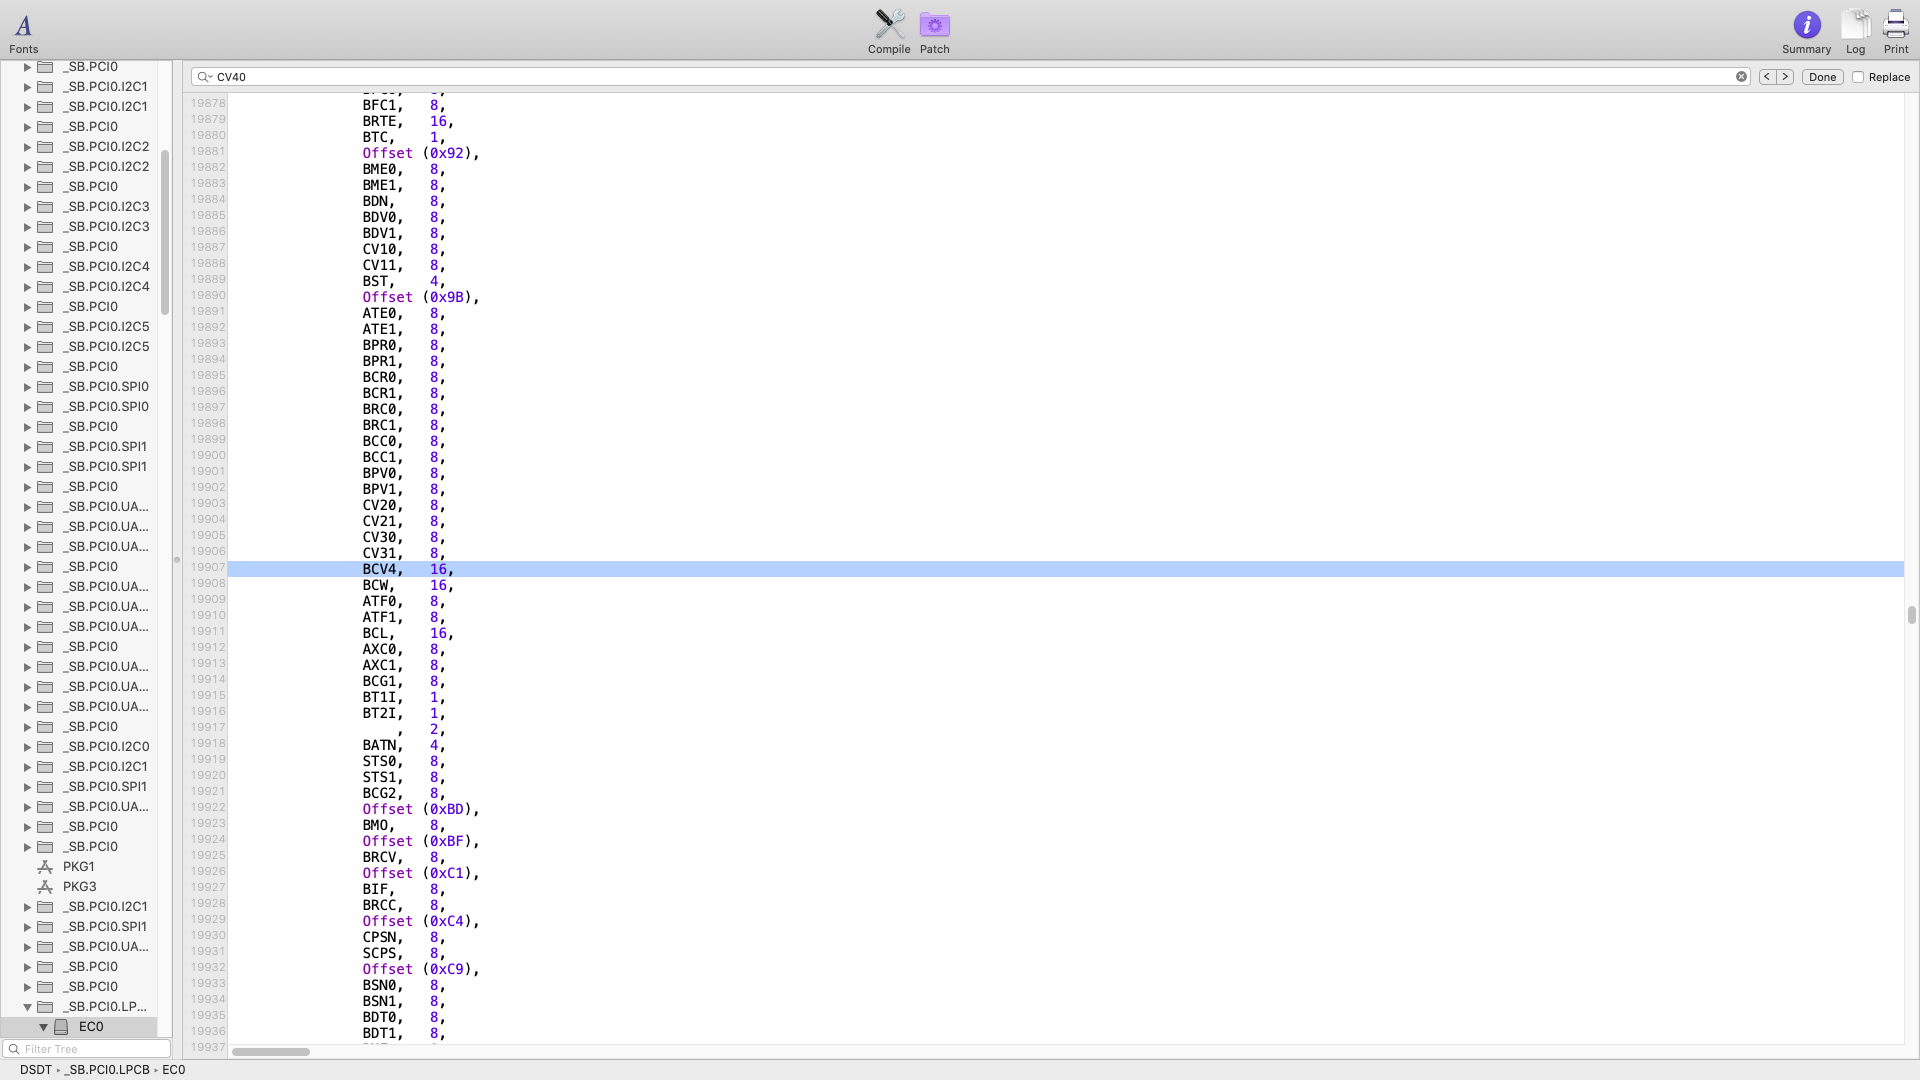 Fonts
Compile
Patch
Summary
Log
Print
CV40
<
>
Done
Replace
_SB.PCI0
_SB.PCI0.I2C1
_SB.PCI0.I2C1
_SB.PCI0
_SB.PCI0.I2C2
_SB.PCI0.I2C2
_SB.PCI0
_SB.PCI0.I2C3
_SB.PCI0.I2C3
_SB.PCI0
_SB.PCI0.I2C4
_SB.PCI0.I2C4
_SB.PCI0
_SB.PCI0.I2C5
_SB.PCI0.I2C5
_SB.PCI0
_SB.PCI0.SPI0
_SB.PCI0.SPI0
_SB.PCI0
_SB.PCI0.SPI1
_SB.PCI0.SPI1
_SB.PCI0
_SB.PCI0.UA...
_SB.PCI0.UA...
_SB.PCI0.UA...
_SB.PCI0
_SB.PCI0.UA...
_SB.PCI0.UA...
_SB.PCI0.UA...
_SB.PCI0
_SB.PCI0.UA...
_SB.PCI0.UA...
_SB.PCI0.UA...
_SB.PCI0
_SB.PCI0.I2C0
_SB.PCI0.I2C1
_SB.PCI0.SPI1
_SB.PCI0.UA...
_SB.PCI0
_SB.PCI0
PKG1
PKG3
_SB.PCI0.I2C1
_SB.PCI0.SPI1
_SB.PCI0.UA...
_SB.PCI0
_SB.PCI0
_SB.PCI0.LP...
EC0
Filter Tree
19878 BFC1, 8,
19879 BRTE, 16,
19880 BTC, 1,
19881 Offset (0x92),
19882 BME0, 8,
19883 BME1, 8,
19884 BDN, 8,
19885 BDV0, 8,
19886 BDV1, 8,
19887 CV10, 8,
19888 CV11, 8,
19889 BST, 4,
19890 Offset (0x9B),
19891 ATE0, 8,
19892 ATE1, 8,
19893 BPR0, 8,
19894 BPR1, 8,
19895 BCR0, 8,
19896 BCR1, 8,
19897 BRC0, 8,
19898 BRC1, 8,
19899 BCC0, 8,
19900 BCC1, 8,
19901 BPV0, 8,
19902 BPV1, 8,
19903 CV20, 8,
19904 CV21, 8,
19905 CV30, 8,
19906 CV31, 8,
19907 BCV4, 16,
19908 BCW, 16,
19909 ATF0, 8,
19910 ATF1, 8,
19911 BCL, 16,
19912 AXC0, 8,
19913 AXC1, 8,
19914 BCG1, 8,
19915 BT1I, 1,
19916 BT2I, 1,
19917 , 2,
19918 BATN, 4,
19919 STS0, 8,
19920 STS1, 8,
19921 BCG2, 8,
19922 Offset (0xBD),
19923 BMO, 8,
19924 Offset (0xBF),
19925 BRCV, 8,
19926 Offset (0xC1),
19927 BIF, 8,
19928 BRCC, 8,
19929 Offset (0xC4),
19930 CPSN, 8,
19931 SCPS, 8,
19932 Offset (0xC9),
19933 BSN0, 8,
19934 BSN1, 8,
19935 BDT0, 8,
19936 BDT1, 8,
19937
DSDT › _SB.PCI0.LPCB › EC0